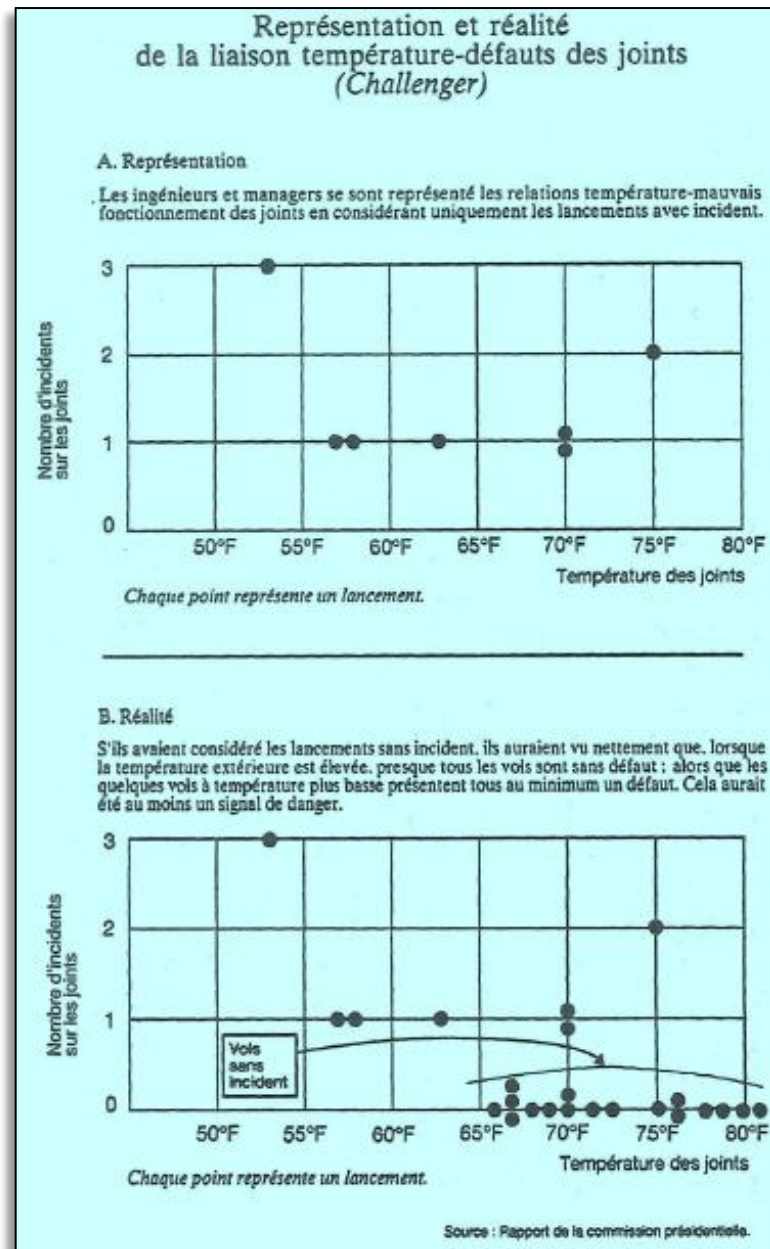 Représentation et réalité
de la liaison température-défauts des joints
(Challenger)
A. Représentation
Les ingénieurs et managers se sont représenté les relations température-mauvais
fonctionnement des joints en considérant uniquement les lancements avec incident.
Nombre d'incidents
sur les joints
3
2
1
0
50°F 55°F 60°F 65°F 70°F 75°F 80°F
Température des joints
Chaque point représente un lancement.
B. Réalité
S'ils avaient considéré les lancements sans incident, ils auraient vu nettement que, lorsque
la température extérieure est élevée, presque tous les vols sont sans défaut ; alors que les
quelques vols à température plus basse présentent tous au minimum un défaut. Cela aurait
été au moins un signal de danger.
Nombre d'incidents
sur les joints
3
2
1
0
Vols
sans
incident
50°F 55°F 60°F 65°F 70°F 75°F 80°F
Température des joints
Chaque point représente un lancement.
Source : Rapport de la commission présidentielle.